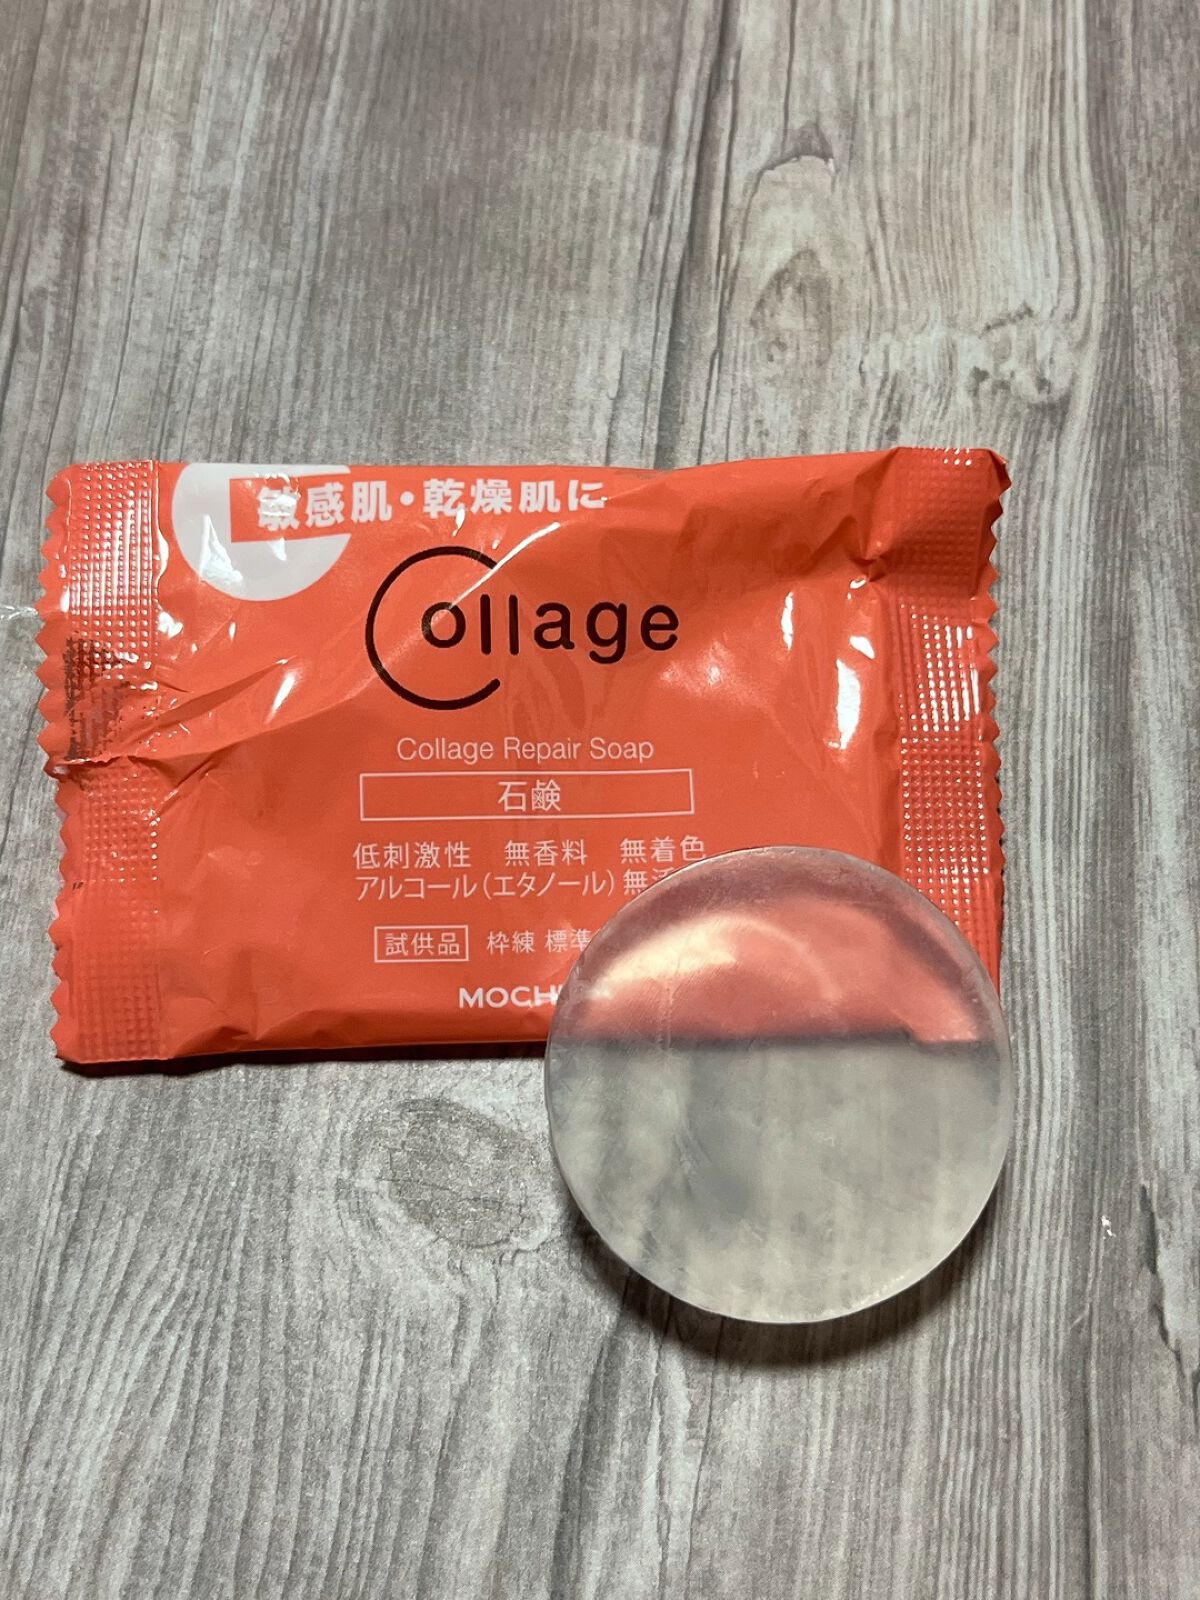 敏感肌・乾燥肌に
Collage
Collage Repair Soap
石鹸
低刺激性 無香料 無着色
アルコール(エタノール)無
試供品 枠練 標準
MOCH